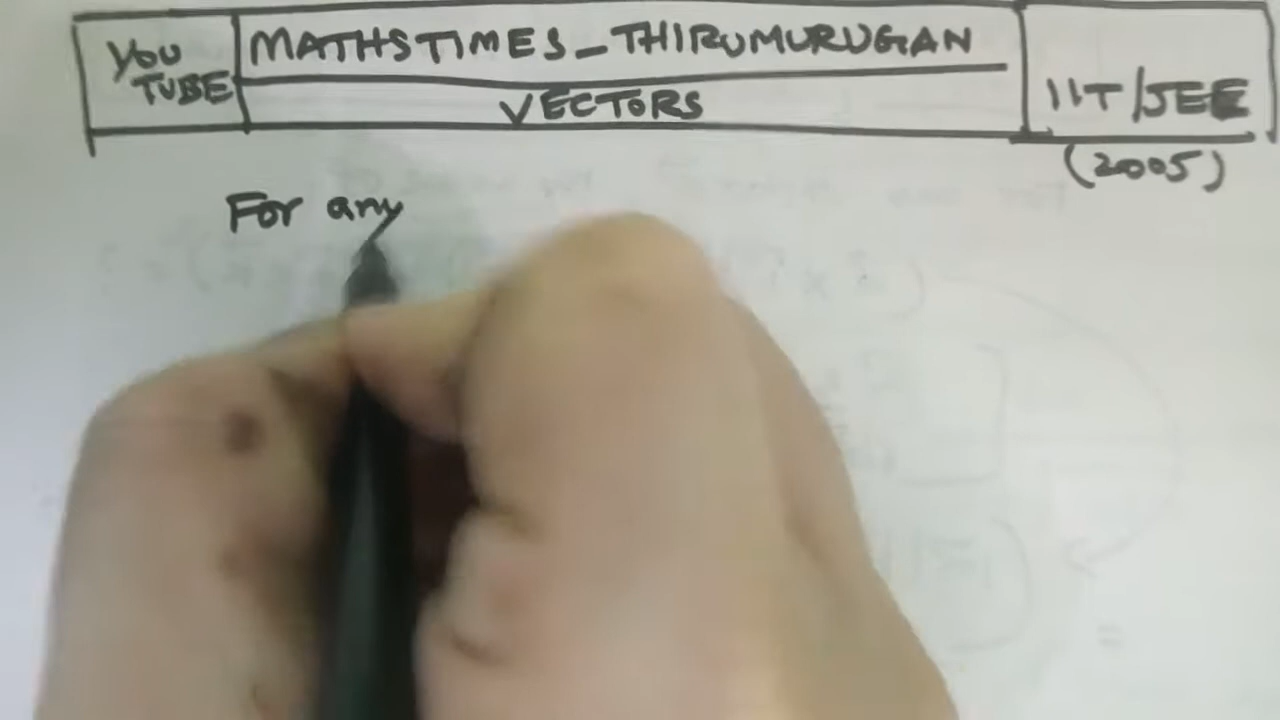 YOU TUBE
MATHSTIMES_THIRUMURUGAN
VECTORS
IIT/JEE
(2005)
For any